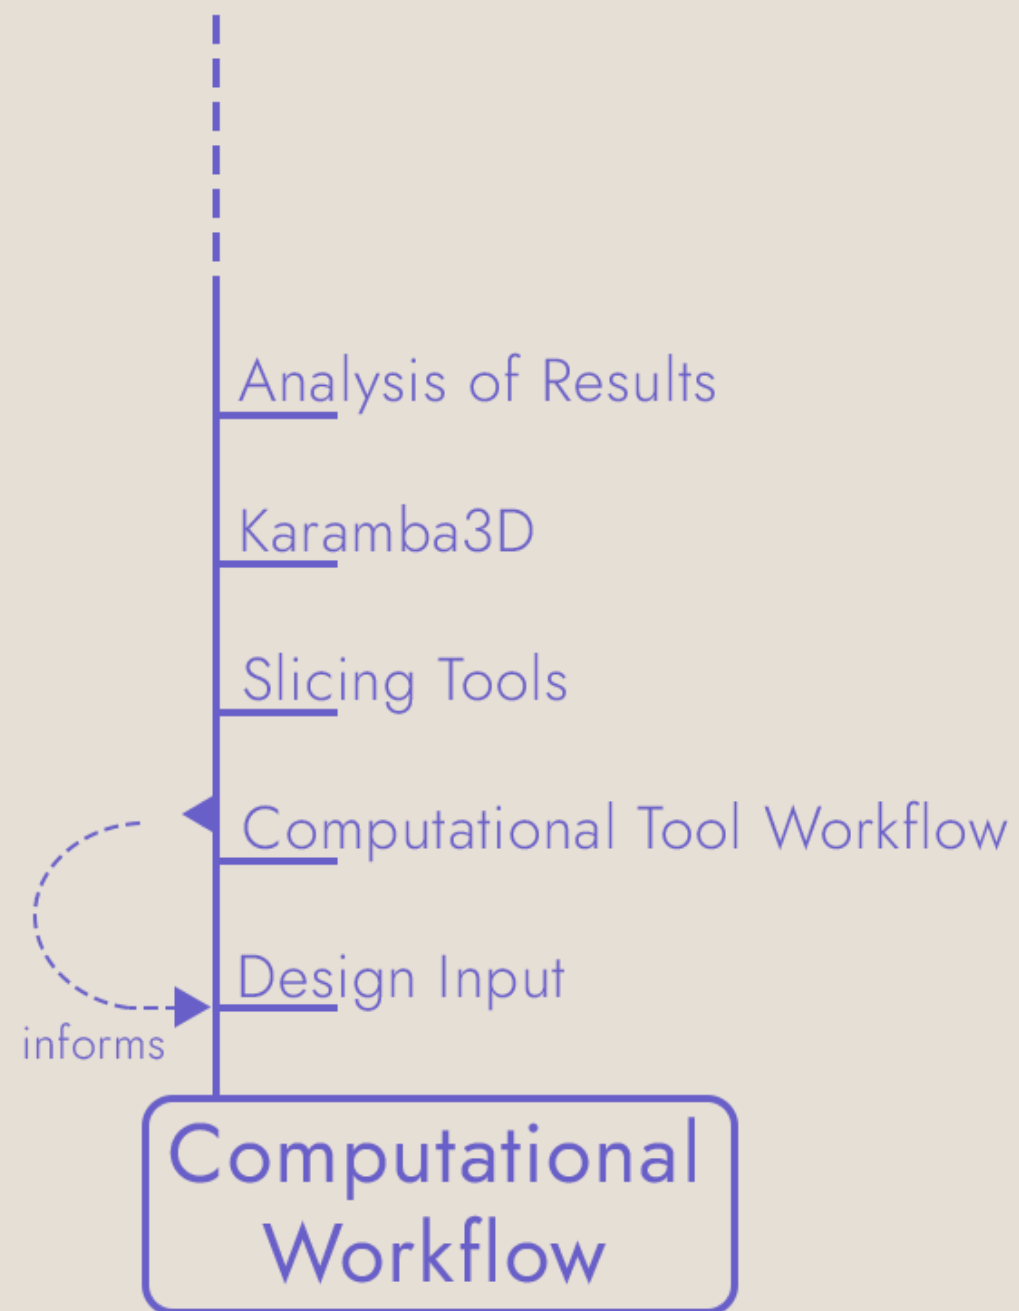 Analysis of Results
Karamba3D
Slicing Tools
Computational Tool Workflow
Design Input
informs
Computational
Workflow